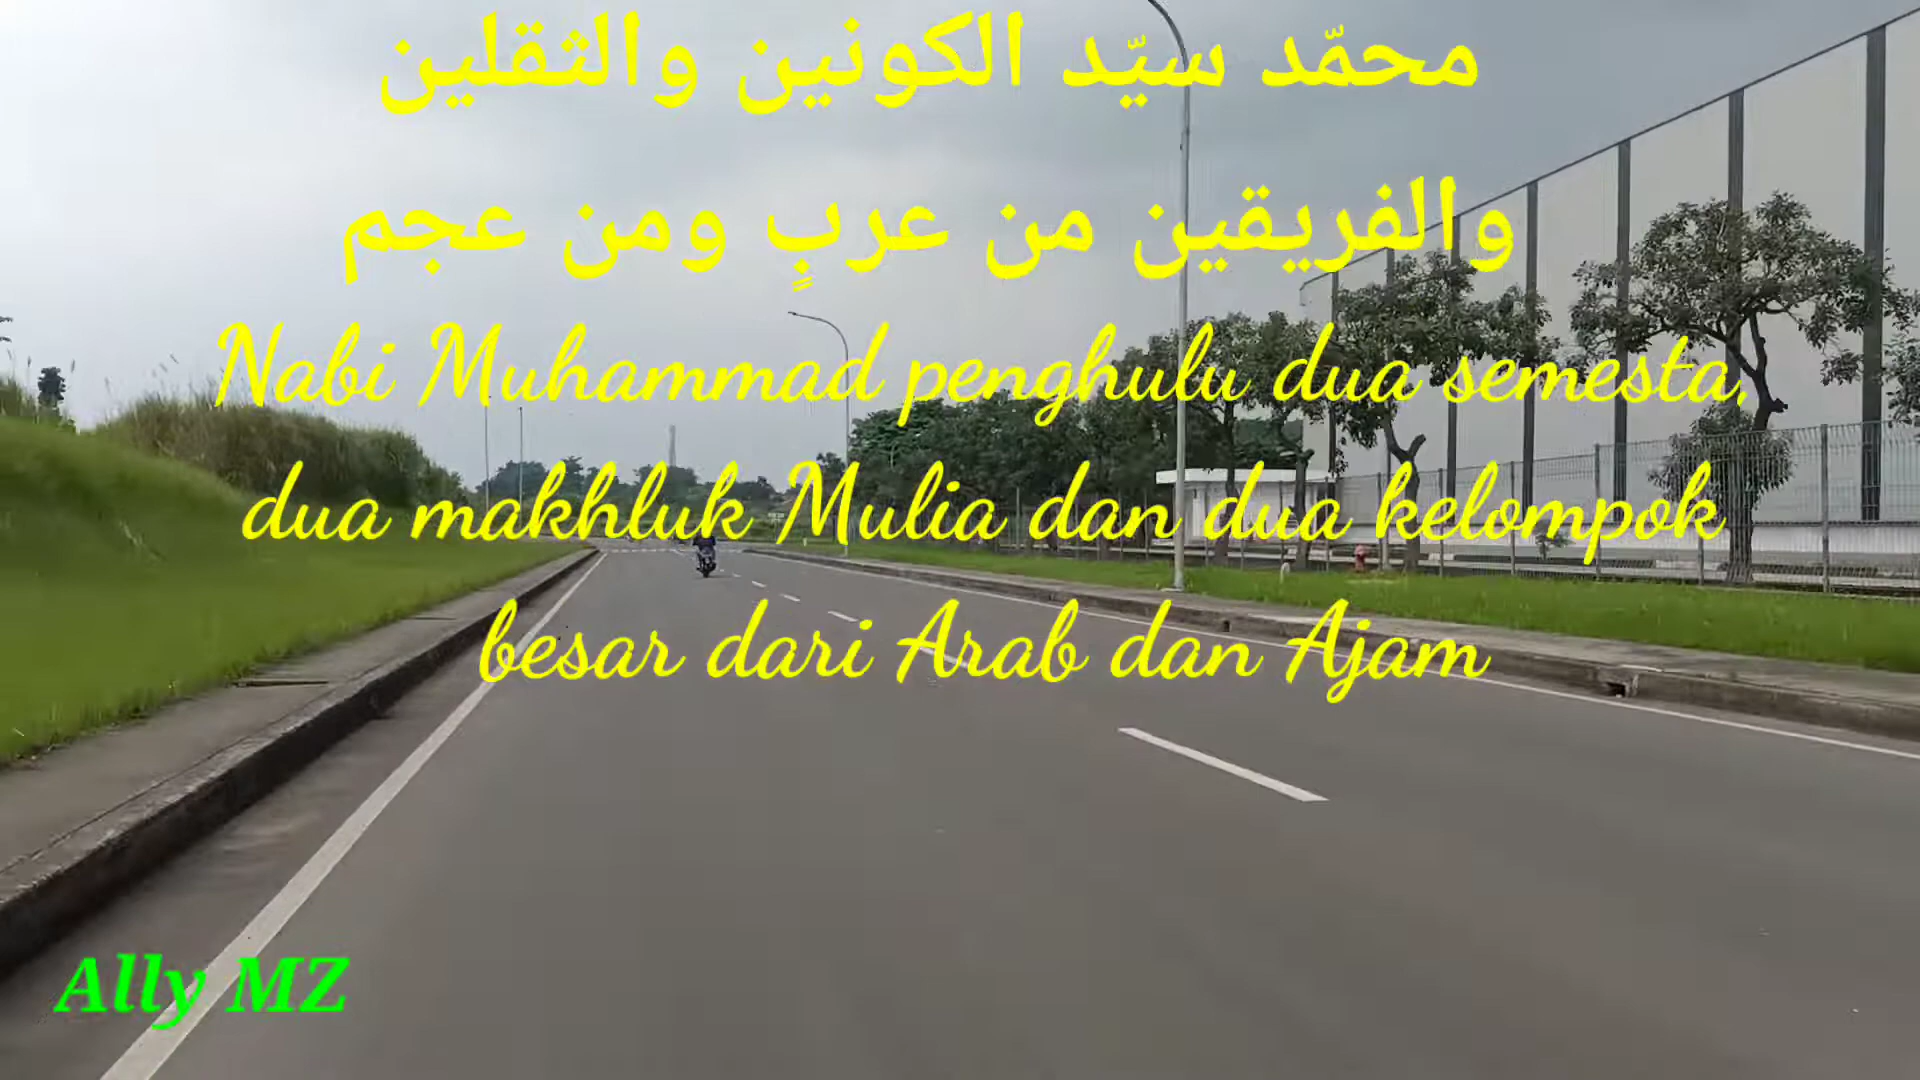 محمّد سيّد الكونين والثقلين
والفريقين من عربٍ ومن عجم
Nabi Muhammad penghulu dua semesta,
dua makhluk Mulia dan dua kelompok
besar dari Arab dan Ajam
Ally MZ